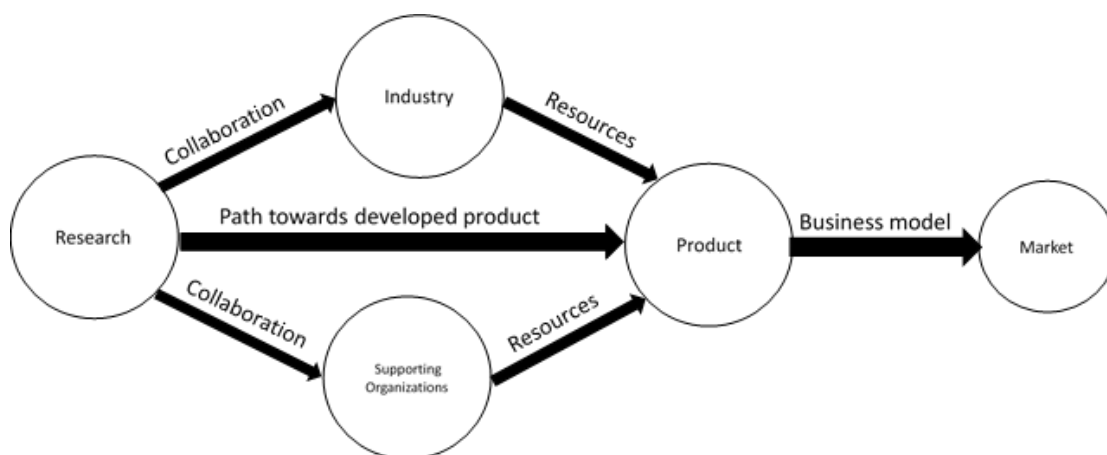 Industry
Collaboration
Resources
Research
Path towards developed product
Product
Business model
Market
Collaboration
Resources
Supporting
Organizations